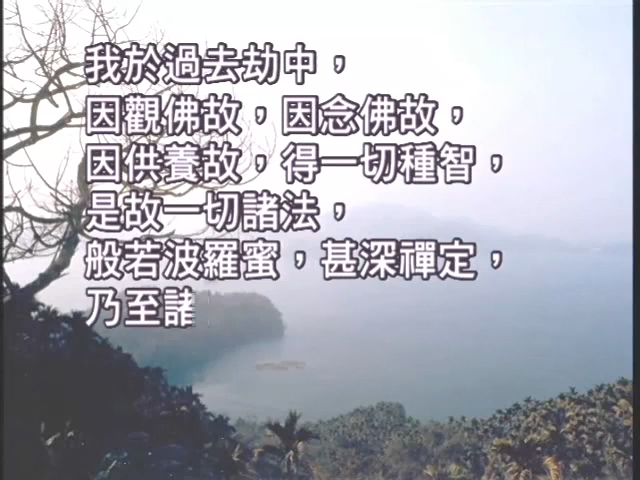 我於過去劫中，
因觀佛故，因念佛故，
因供養故，得一切種智，
是故一切諸法，
般若波羅蜜，甚深禪定，
乃至諸